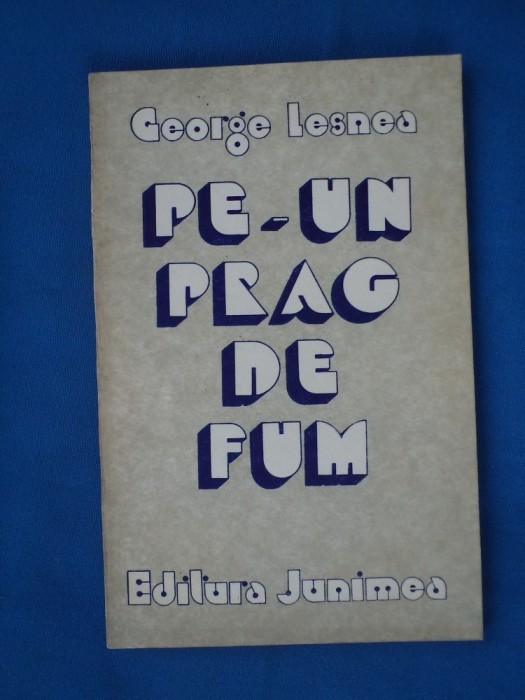 George Lesnea
PE-UN
PRAG
DE
FUM
Editura Junimea